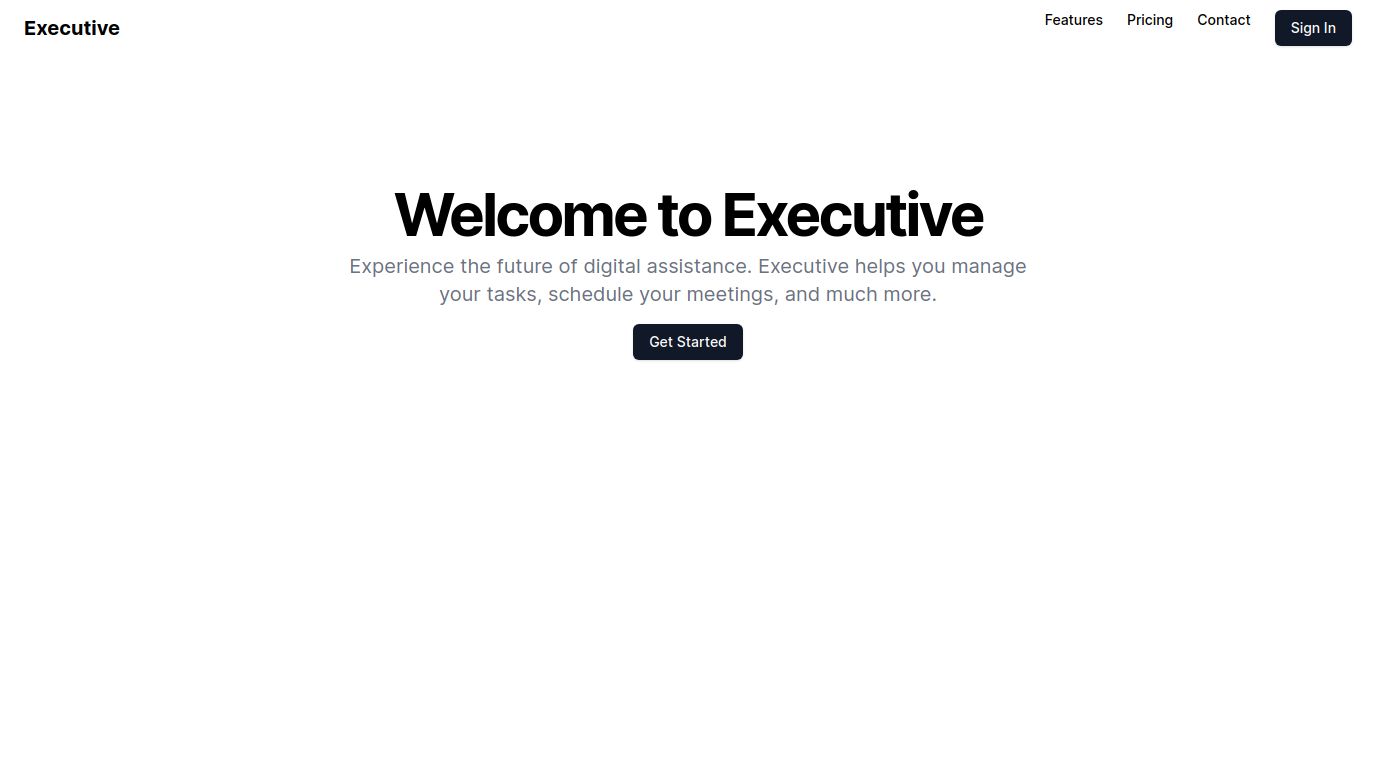 Executive
Features
Pricing
Contact
Sign In
Welcome to Executive
Experience the future of digital assistance. Executive helps you manage
your tasks, schedule your meetings, and much more.
Get Started